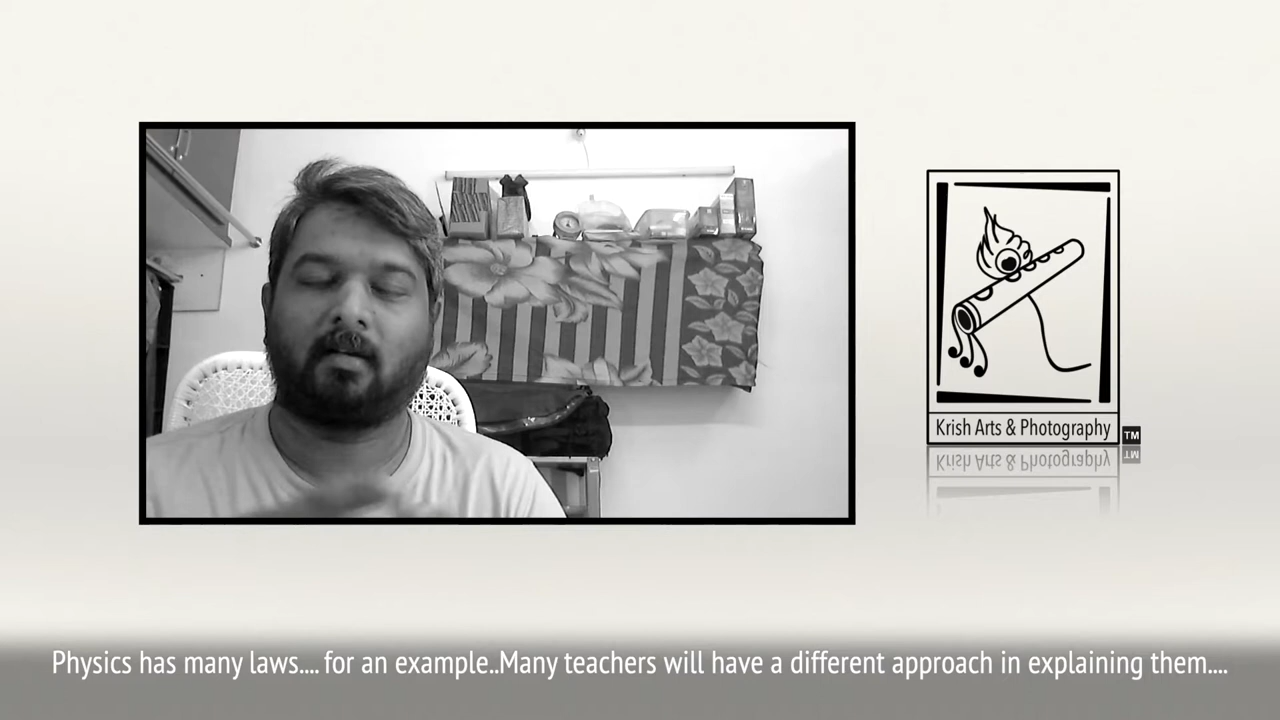 Krish Arts & Photography
TM
Physics has many laws.... for an example..Many teachers will have a different approach in explaining them....